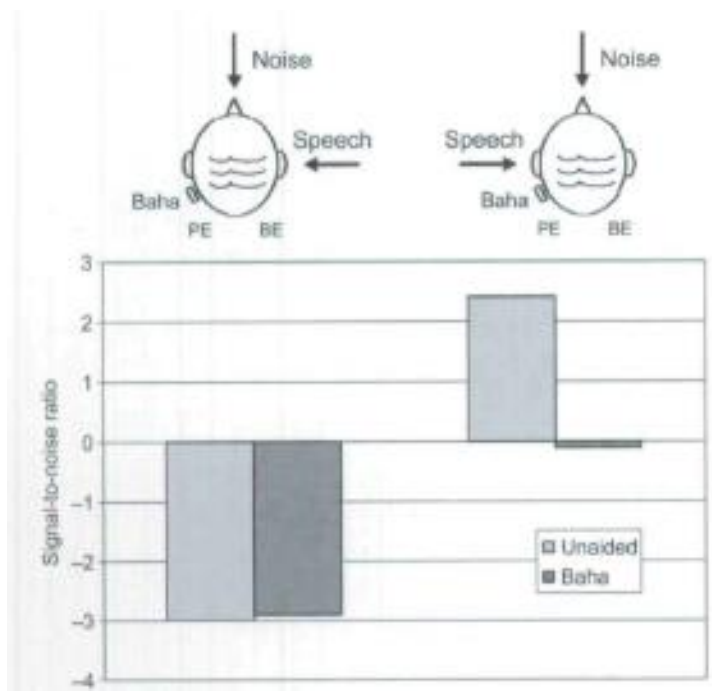 Noise
Noise
Speech
Speech
Baha
Baha
PE BE
PE BE
Signal-to-noise ratio
3
2
1
0
–1
–2
–3
–4
Unaided
Baha